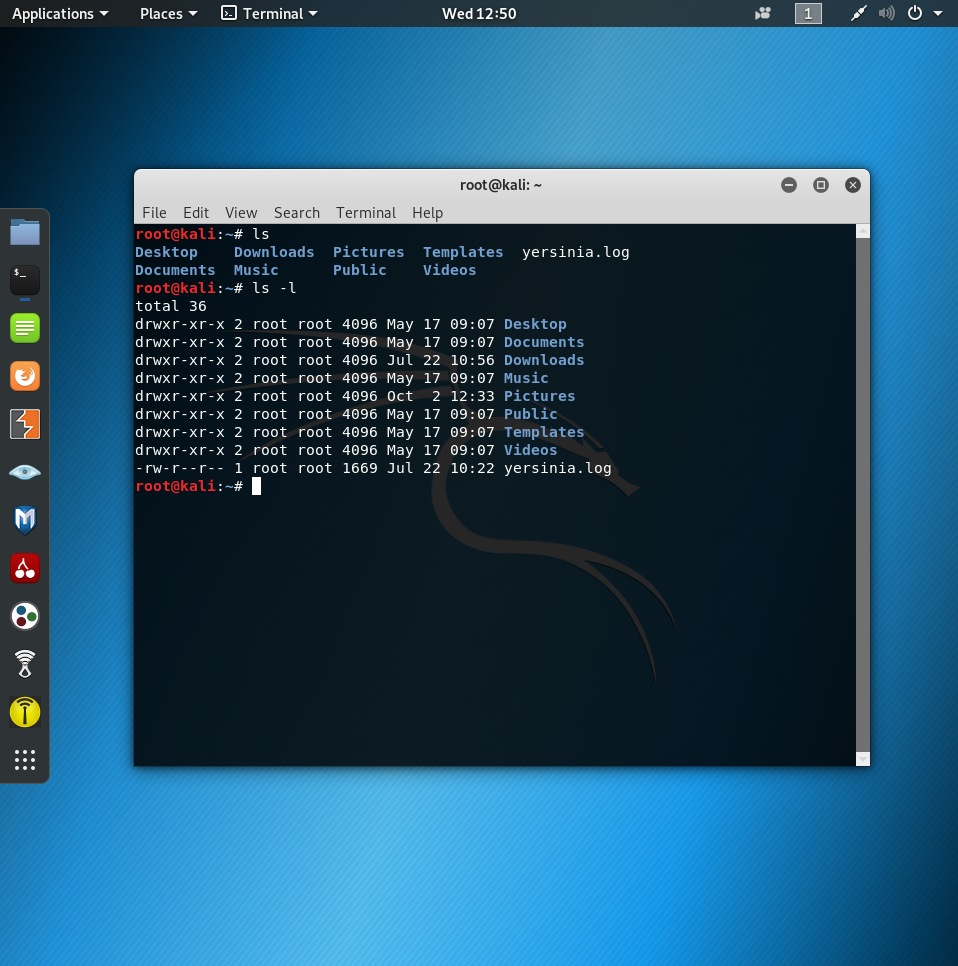 Applications Places Terminal Wed 12:50 1
root@kali: ~
File Edit View Search Terminal Help
root@kali:~# ls
Desktop    Downloads  Pictures  Templates  yersinia.log
Documents  Music      Public    Videos
root@kali:~# ls -l
total 36
drwxr-xr-x 2 root root 4096 May 17 09:07 Desktop
drwxr-xr-x 2 root root 4096 May 17 09:07 Documents
drwxr-xr-x 2 root root 4096 Jul 22 10:56 Downloads
drwxr-xr-x 2 root root 4096 May 17 09:07 Music
drwxr-xr-x 2 root root 4096 Oct  2 12:33 Pictures
drwxr-xr-x 2 root root 4096 May 17 09:07 Public
drwxr-xr-x 2 root root 4096 May 17 09:07 Templates
drwxr-xr-x 2 root root 4096 May 17 09:07 Videos
-rw-r--r-- 1 root root 1669 Jul 22 10:22 yersinia.log
root@kali:~#